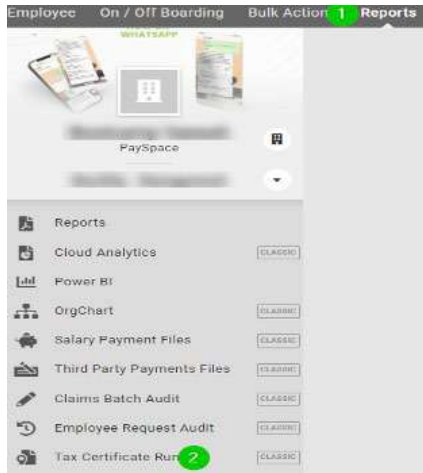 Employee On / Off Boarding Bulk Action 1 Reports
WHATSAPP
PaySpace
Reports
Cloud Analytics CLASSIC
Power BI
OrgChart CLASSIC
Salary Payment Files CLASSIC
Third Party Payments Files CLASSIC
Claims Batch Audit CLASSIC
Employee Request Audit CLASSIC
Tax Certificate Run 2 CLASSIC